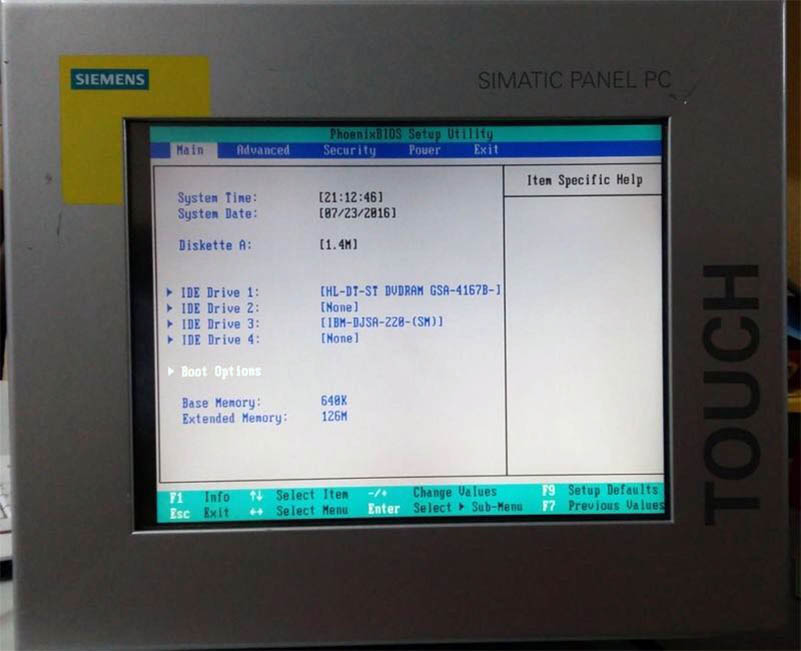 SIEMENS
SIMATIC PANEL PC
PhoenixBIOS Setup Utility
Main Advanced Security Power Exit
Item Specific Help
System Time: [21:12:46]
System Date: [07/23/2016]
Diskette A: [1.4M]
▶ IDE Drive 1: [HL-DT-ST DVDRAM GSA-4167B-]
▶ IDE Drive 2: [None]
▶ IDE Drive 3: [IBM-DJSA-220-(SM)]
▶ IDE Drive 4: [None]
▶ Boot Options
Base Memory: 640K
Extended Memory: 126M
F1 Info ↑↓ Select Item -/+ Change Values F9 Setup Defaults
Esc Exit ↔ Select Menu Enter Select ▶ Sub-Menu F7 Previous Values
TOUCH